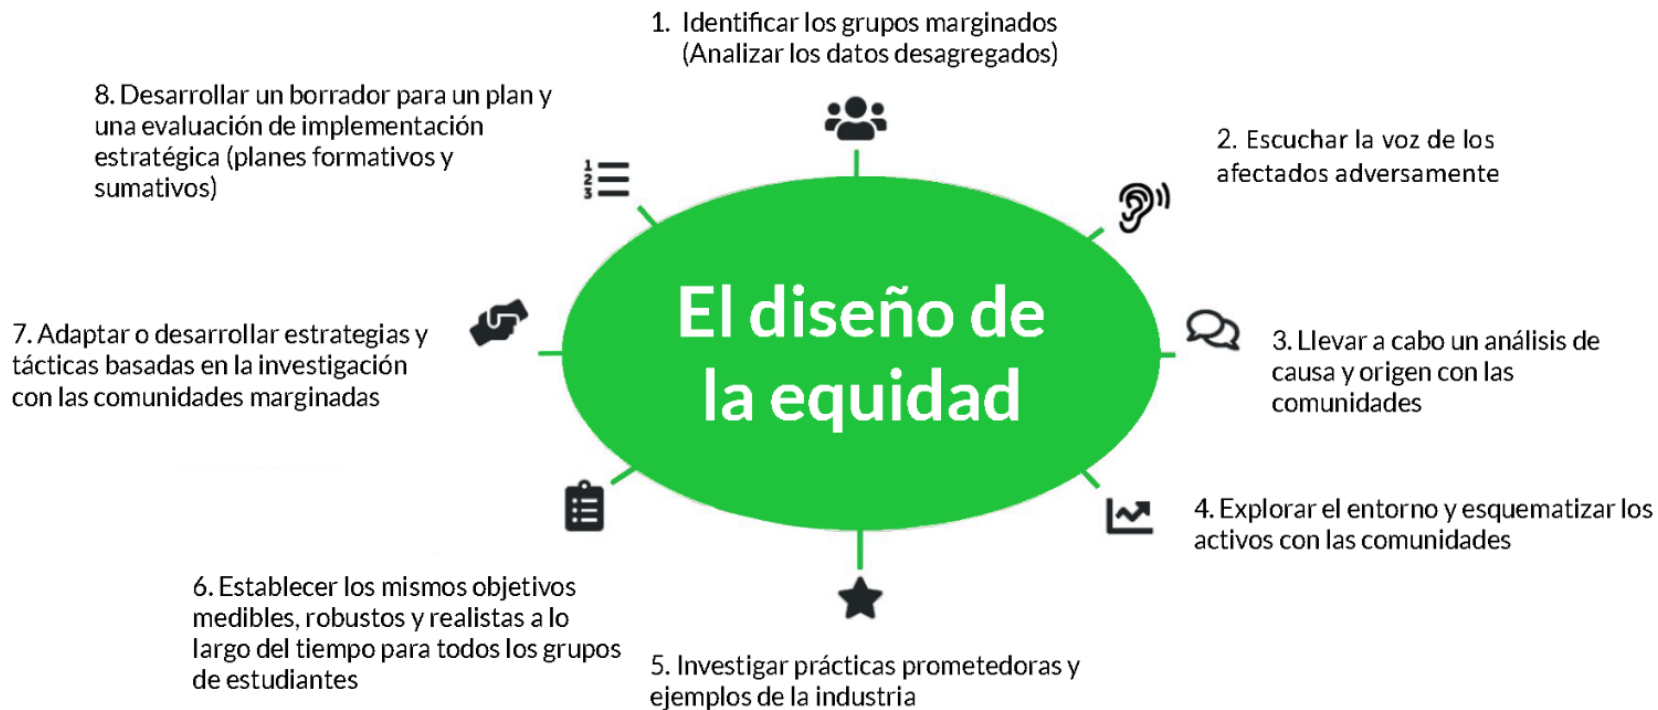 1. Identificar los grupos marginados
(Analizar los datos desagregados)
2. Escuchar la voz de los
afectados adversamente
3. Llevar a cabo un análisis de
causa y origen con las
comunidades
4. Explorar el entorno y esquematizar los
activos con las comunidades
5. Investigar prácticas prometedoras y
ejemplos de la industria
6. Establecer los mismos objetivos
medibles, robustos y realistas a lo
largo del tiempo para todos los grupos
de estudiantes
7. Adaptar o desarrollar estrategias y
tácticas basadas en la investigación
con las comunidades marginadas
8. Desarrollar un borrador para un plan y
una evaluación de implementación
estratégica (planes formativos y
sumativos)
1
2
3
El diseño de
la equidad